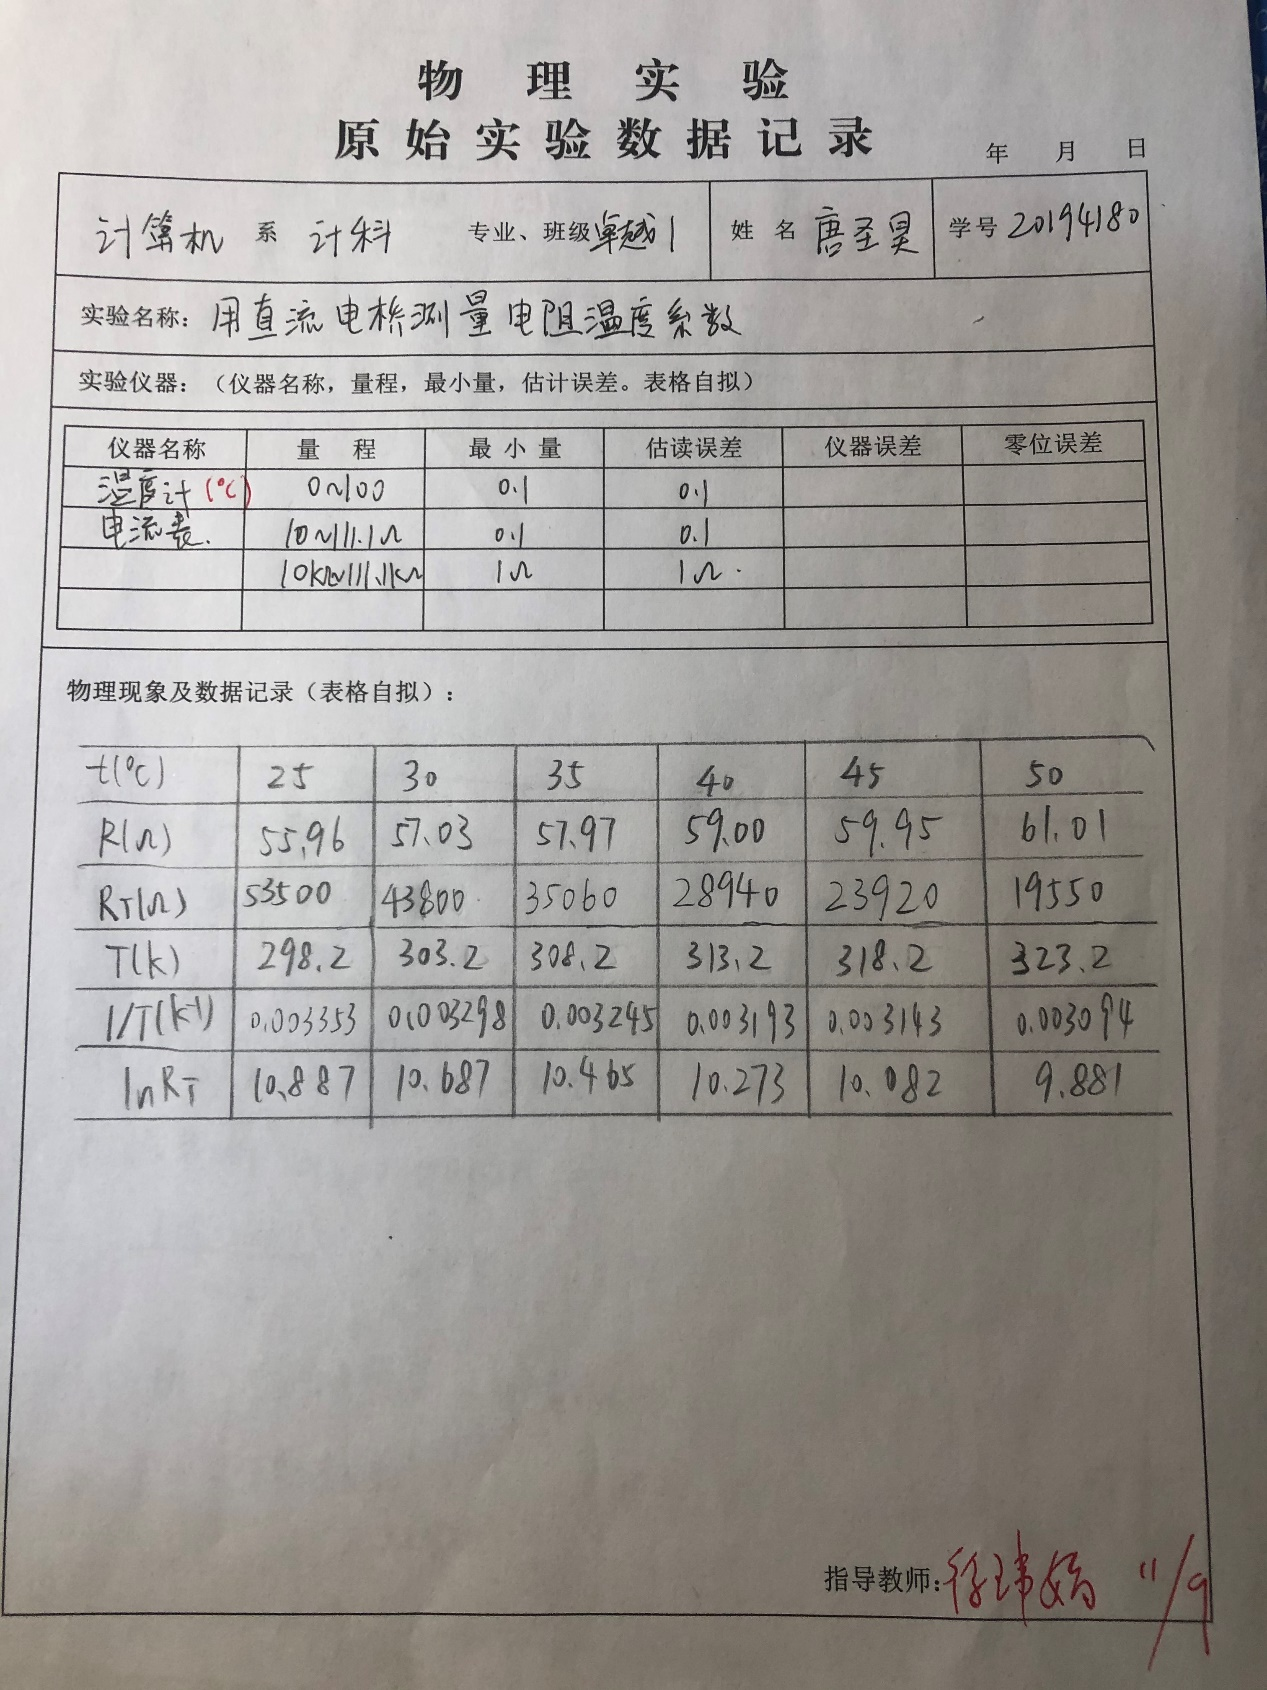 物理实验
原始实验数据记录
年 月 日
计算机 系 计科 专业、班级 卓越1 姓名 唐圣昊 学号 20194180
实验名称：用直流电桥测量电阻温度系数
实验仪器：（仪器名称，量程，最小量，估计误差。表格自拟）
仪器名称 量程 最小量 估读误差 仪器误差 零位误差
温度计(℃) 0~100 0.1 0.1
电流表. 10~111.1Ω 0.1 0.1
10kΩ~111.1kΩ 1Ω 1Ω.
物理现象及数据记录（表格自拟）：
t(℃) 25 30 35 40 45 50
R(Ω) 55.96 57.03 57.97 59.00 59.95 61.01
RT(Ω) 53500 43800 35060 28940 23920 19550
T(k) 298.2 303.2 308.2 313.2 318.2 323.2
1/T(k-1) 0.003353 0.003298 0.003245 0.003193 0.003143 0.003094
lnRT 10.887 10.687 10.465 10.273 10.082 9.881
指导教师： 11/9